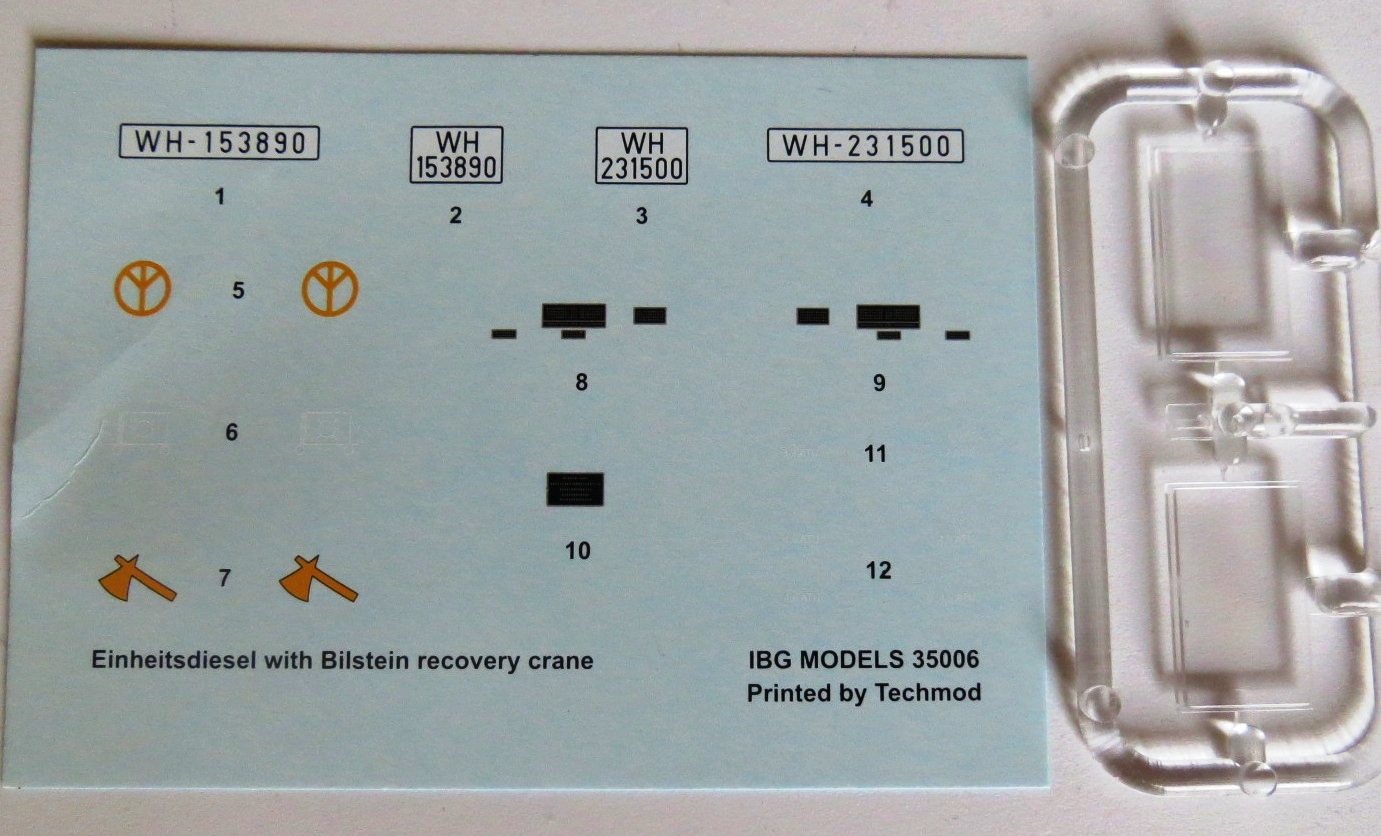 WH-153890
WH
153890
WH
231500
WH-231500
1
2
3
4
5
8
9
6
11
10
7
12
Einheitsdiesel with Bilstein recovery crane
IBG MODELS 35006
Printed by Techmod